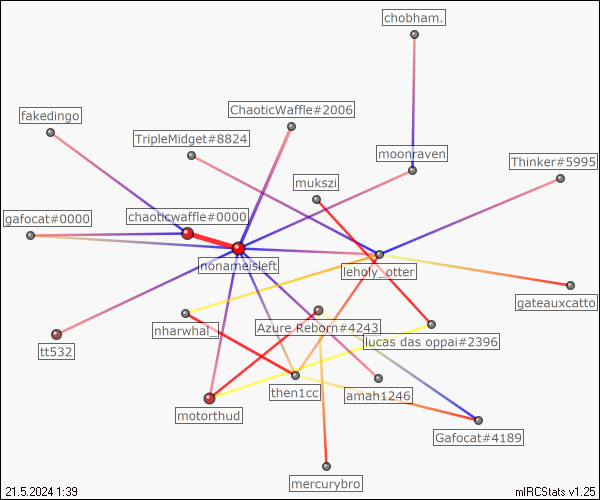 chobham.
fakedingo
ChaoticWaffle#2006
TripleMidget#8824
moonraven
Thinker#5995
mukszi
gafocat#0000
chaoticwaffle#0000
nonameisleft
leholy_otter
gateauxcatto
nharwhal_
Azure Reborn#4243
lucas das oppai#2396
tt532
then1cc
amah1246
motorthud
Gafocat#4189
mercurybro
21.5.2024 1:39
mIRCStats v1.25